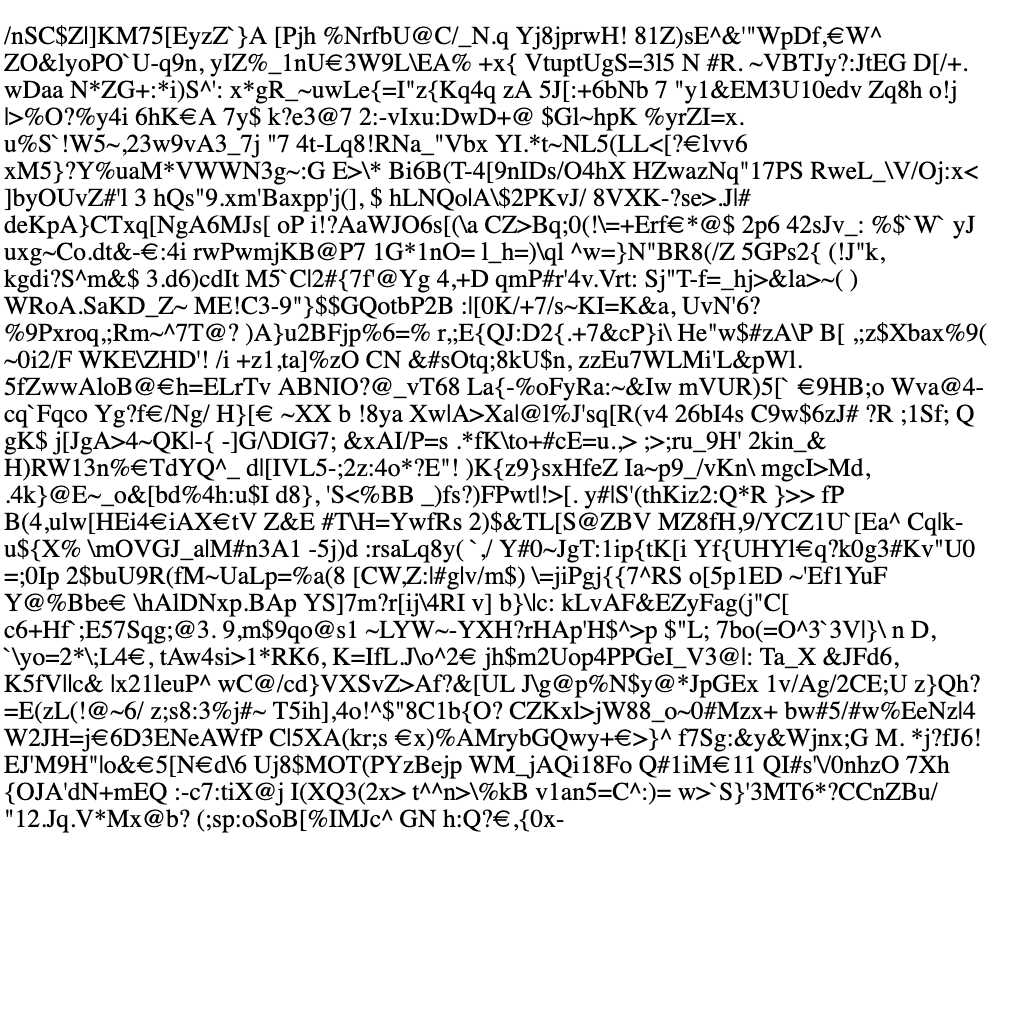 /nSC$Z|]KM75[EyzZ`}A [Pjh %NrfbU@C/_N.q Yj8jprwH! 81Z)sE^&'"WpDf,€W^
ZO&lyoPO`U-q9n, yIZ%_1nU€3W9L\EA% +x{ VtuptUgS=3l5 N #R. ~VBTJy?:JtEG D[/+.
wDaa N*ZG+:*i)S^': x*gR_~uwLe{=I"z{Kq4q zA 5J[:+6bNb 7 "y1&EM3U10edv Zq8h o!j
|>%O?%y4i 6hK€A 7y$ k?e3@7 2:-vIxu:DwD+@ $Gl~hpK %yrZI=x.
u%S`!W5~,23w9vA3_7j "7 4t-Lq8!RNa_"Vbx YI.*t~NL5(LL<[?€lvv6
xM5}?Y%uaM*VWWN3g~:G E>\* Bi6B(T-4[9nIDs/O4hX HZwazNq"17PS RweL_\V/Oj:x<
]byOUvZ#'l 3 hQs"9.xm'Baxpp'j(], $ hLNQo|A\$2PKvJ/ 8VXK-?se>.J|#
deKpA}CTxq[NgA6MJs[ oP i!?AaWJO6s[(\a CZ>Bq;0(!\=+Erf€*@$ 2p6 42sJv_: %$`W` yJ
uxg~Co.dt&-€:4i rwPwmjKB@P7 1G*1nO= l_h=)\ql ^w=}N"BR8(/Z 5GPs2{ (!J"k,
kgdi?S^m&$ 3.d6)cdIt M5`C|2#{7f'@Yg 4,+D qmP#r'4v.Vrt: Sj"T-f=_hj>&la>~( )
WRoA.SaKD_Z~ ME!C3-9"}$$GQotbP2B :|[0K/+7/s~KI=K&a, UvN'6?
%9Pxroq,;Rm~^7T@? )A}u2BFjp%6=% r,;E{QJ:D2{.+7&cP}i\ He"w$#zA\P B[ ,;z$Xbax%9(
~0i2/F WKE\ZHD'! /i +z1,ta]%zO CN &#sOtq;8kU$n, zzEu7WLMi'L&pWl.
5fZwwAloB@€h=ELrTv ABNIO?@_vT68 La{-%oFyRa:~&Iw mVUR)5[` €9HB;o Wva@4-
cq`Fqco Yg?f€/Ng/ H}[€ ~XX b !8ya Xw|A>Xa|@l%J'sq[R(v4 26bI4s C9w$6zJ# ?R ;1Sf; Q
gK$ j[JgA>4~QK|-{ -]G/\DIG7; &xAI/P=s .*fK\to+#cE=u.,> ;>;ru_9H' 2kin_&
H)RW13n%€TdYQ^_ d|[IVL5-;2z:4o*?E"! )K{z9}sxHfeZ Ia~p9_/vKn\ mgcI>Md,
.4k}@E~_o&[bd%4h:u$I d8}, 'S<%BB _)fs?)FPwt|!>[. y#|S'(thKiz2:Q*R }>> fP
B(4,ulw[HEi4€iAX€tV Z&E #T\H=YwfRs 2)$&TL[S@ZBV MZ8fH,9/YCZ1U`[Ea^ Cq|k-
u${X% \mOVGJ_a|M#n3A1 -5j)d :rsaLq8y( `,/ Y#0~JgT:1ip{tK[i Yf{UHYl€q?k0g3#Kv"U0
=;0Ip 2$buU9R(fM~UaLp=%a(8 [CW,Z:|#g|v/m$) \=jiPgj{{7^RS o[5p1ED ~'Ef1YuF
Y@%Bbe€ \hAlDNxp.BAp YS]7m?r[ij\4RI v] b}\|c: kLvAF&EZyFag(j"C[
c6+Hf`;E57Sqg;@3. 9,m$9qo@s1 ~LYW~-YXH?rHAp'H$^>p $"L; 7bo(=O^3`3V|}\ n D,
`\yo=2*\;L4€, tAw4si>1*RK6, K=IfL.J\o^2€ jh$m2Uop4PPGeI_V3@|: Ta_X &JFd6,
K5fV||c& |x21leuP^ wC@/cd}VXSvZ>Af?&[UL J\g@p%N$y@*JpGEx 1v/Ag/2CE;U z}Qh?
=E(zL(!@~6/ z;s8:3%j#~ T5ih],4o!^$"8C1b{O? CZKxl>jW88_o~0#Mzx+ bw#5/#w%EeNz|4
W2JH=j€6D3ENeAWfP C|5XA(kr;s €x)%AMrybGQwy+€>}^ f7Sg:&y&Wjnx;G M. *j?fJ6!
EJ'M9H"|o&€5[N€d\6 Uj8$MOT(PYzBejp WM_jAQi18Fo Q#1iM€11 QI#s'\/0nhzO 7Xh
{OJA'dN+mEQ :-c7:tiX@j I(XQ3(2x> t^^n>\%kB v1an5=C^:)= w>`S}'3MT6*?CCnZBu/
"12.Jq.V*Mx@b? (;sp:oSoB[%IMJc^ GN h:Q?€,{0x-